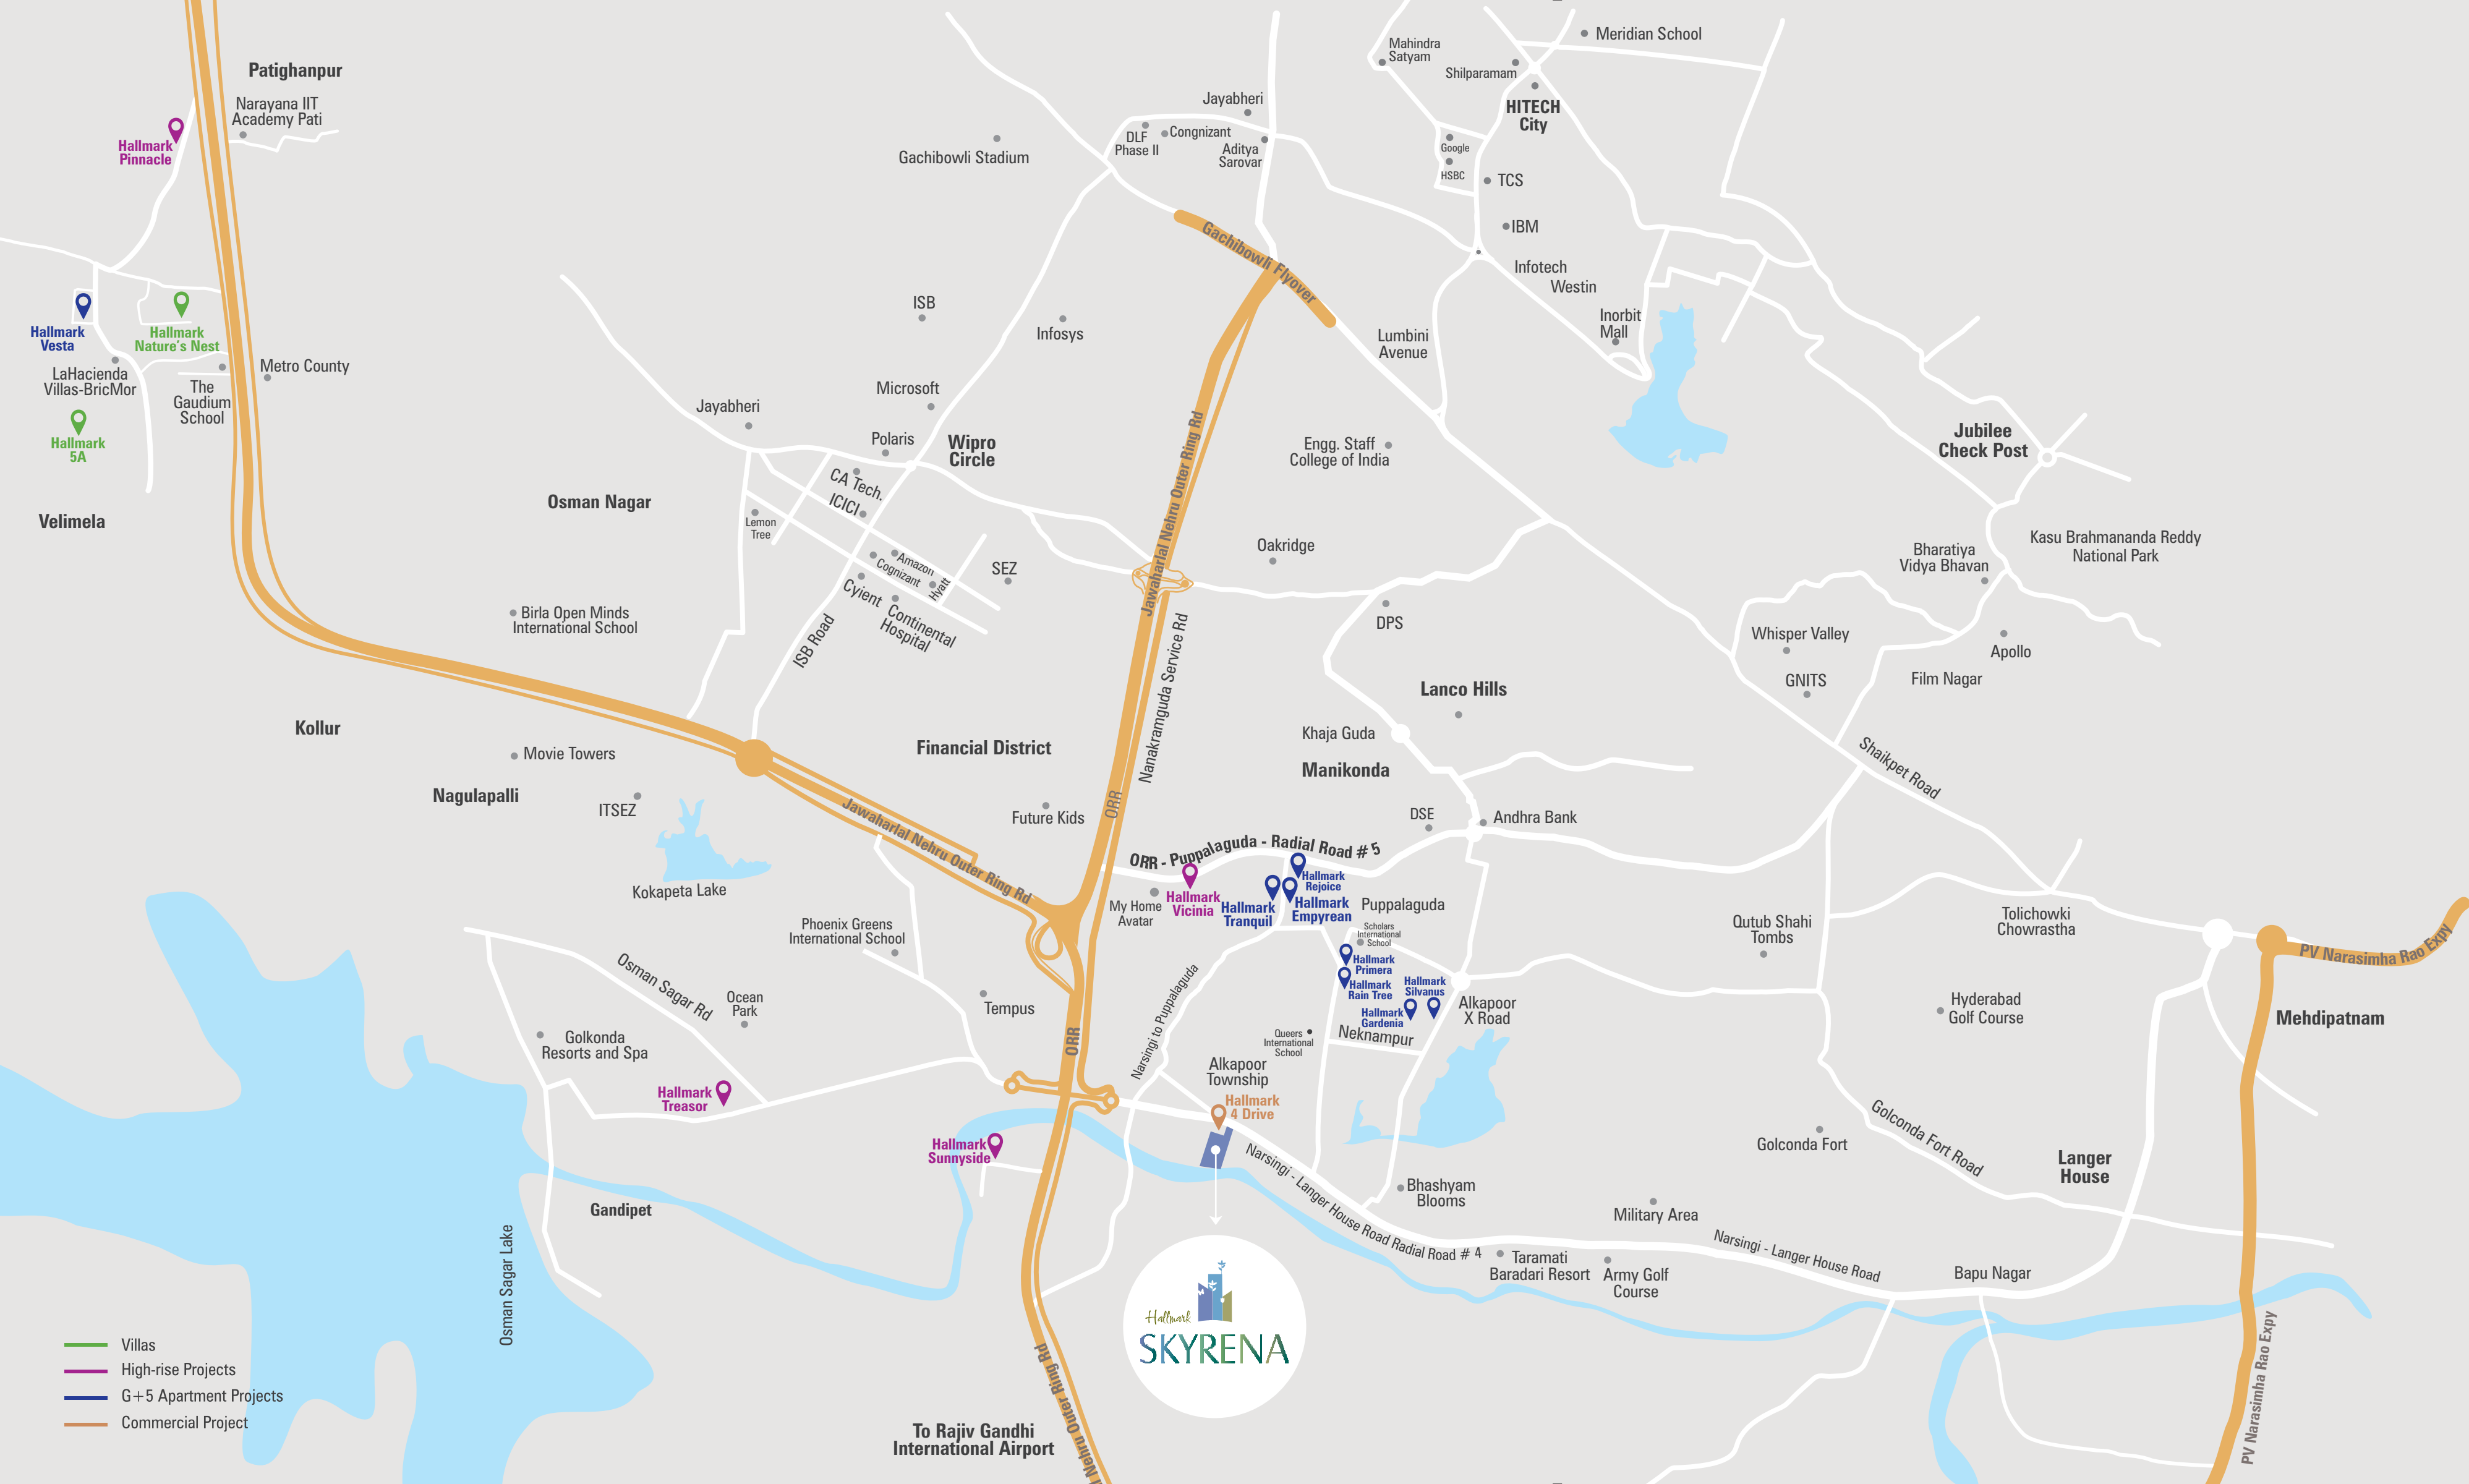 Patighanpur
Narayana IIT
Academy Pati
Hallmark
Pinnacle
Hallmark
Vesta
Hallmark
Nature's Nest
LaHacienda
Villas-BricMor
The
Gaudium
School
Metro County
Hallmark
5A
Velimela
Osman Nagar
Birla Open Minds
International School
Kollur
Movie Towers
Nagulapalli
ITSEZ
Kokapeta Lake
Gachibowli Stadium
Jayabheri
DLF
Phase II
Congnizant
Aditya
Sarovar
Mahindra
Satyam
Shilparamam
Meridian School
HITECH
City
Google
HSBC
TCS
IBM
Infotech
Westin
Inorbit
Mall
Gachibowli Flyover
Lumbini
Avenue
ISB
Infosys
Microsoft
Jayabheri
Polaris
Wipro
Circle
CA Tech.
ICICI
Lemon
Tree
Amazon
Cognizant
Hyatt
Cyient
Continental
Hospital
SEZ
ISB Road
Jawaharlal Nehru Outer Ring Rd
Nanakramguda Service Rd
Engg. Staff
College of India
Oakridge
DPS
Jubilee
Check Post
Kasu Brahmananda Reddy
National Park
Bharatiya
Vidya Bhavan
Whisper Valley
GNITS
Apollo
Film Nagar
Shaikpet Road
Lanco Hills
Khaja Guda
Manikonda
Financial District
Future Kids
ORR
Jawaharlal Nehru Outer Ring Rd
DSE
Andhra Bank
ORR - Puppalaguda - Radial Road # 5
My Home
Avatar
Hallmark
Vicinia
Hallmark
Tranquil
Hallmark
Rejoice
Hallmark
Empyrean
Puppalaguda
Scholars
International
School
Hallmark
Primera
Hallmark
Rain Tree
Hallmark
Silvanus
Hallmark
Gardenia
Alkapoor
X Road
Neknampur
Queers
International
School
Alkapoor
Township
Hallmark
4 Drive
Narsingi to Puppalaguda
Phoenix Greens
International School
Tempus
ORR
Osman Sagar Rd
Ocean
Park
Golkonda
Resorts and Spa
Hallmark
Treasor
Hallmark
Sunnyside
Gandipet
Osman Sagar Lake
Qutub Shahi
Tombs
Tolichowki
Chowrastha
PV Narasimha Rao Expy
Hyderabad
Golf Course
Mehdipatnam
Golconda Fort
Golconda Fort Road
Langer
House
Bhashyam
Blooms
Military Area
Narsingi - Langer House Road Radial Road # 4
Taramati
Baradari Resort
Army Golf
Course
Narsingi - Langer House Road
Bapu Nagar
PV Narasimha Rao Expy
Hallmark
SKYRENA
Jawaharlal Nehru Outer Ring Rd
To Rajiv Gandhi
International Airport
Villas
High-rise Projects
G+5 Apartment Projects
Commercial Project